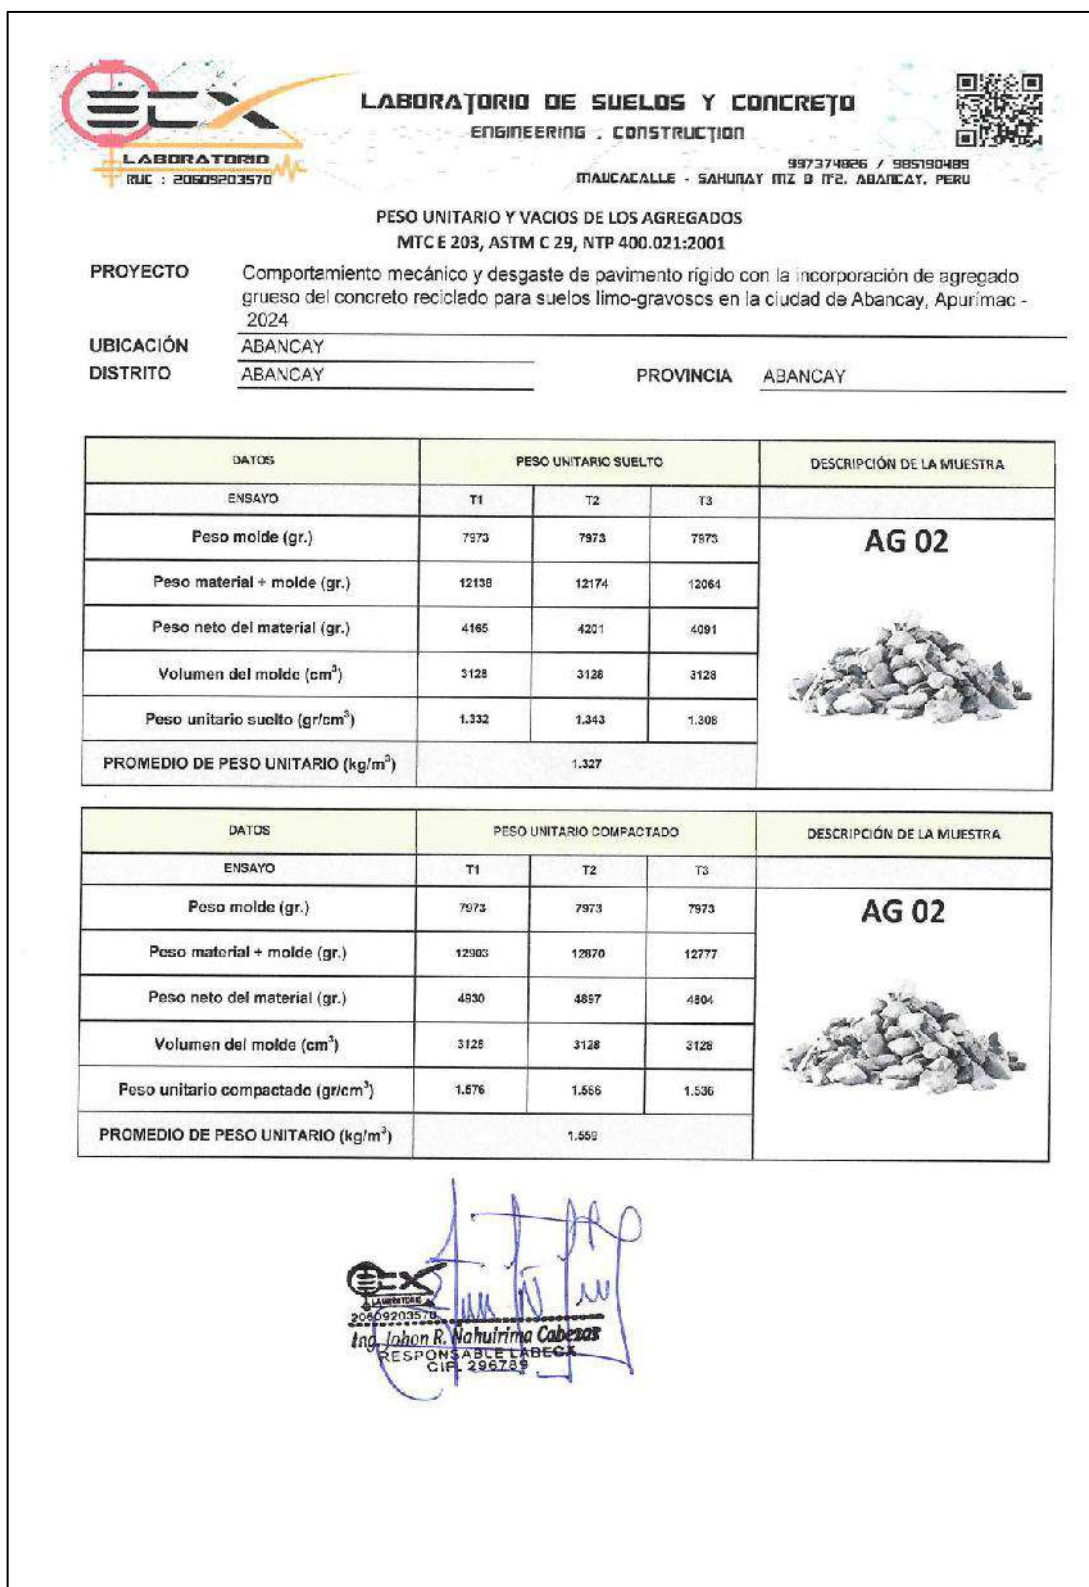 ECX
LABORATORIO
RUC : 20609203570
LABORATORIO DE SUELOS Y CONCRETO
ENGINEERING . CONSTRUCTION
997374826 / 985190489
MAUCACALLE - SAHUNAY MZ B N°2. ABANCAY. PERU
PESO UNITARIO Y VACIOS DE LOS AGREGADOS
MTC E 203, ASTM C 29, NTP 400.021:2001
PROYECTO Comportamiento mecánico y desgaste de pavimento rígido con la incorporación de agregado
grueso del concreto reciclado para suelos limo-gravosos en la ciudad de Abancay, Apurímac -
2024
UBICACIÓN ABANCAY
DISTRITO ABANCAY PROVINCIA ABANCAY
DATOS PESO UNITARIO SUELTO DESCRIPCIÓN DE LA MUESTRA
ENSAYO T1 T2 T3
Peso molde (gr.) 7973 7973 7973 AG 02
Peso material + molde (gr.) 12138 12174 12064
Peso neto del material (gr.) 4165 4201 4091
Volumen del molde (cm³) 3128 3128 3128
Peso unitario suelto (gr/cm³) 1.332 1.343 1.308
PROMEDIO DE PESO UNITARIO (kg/m³) 1.327
DATOS PESO UNITARIO COMPACTADO DESCRIPCIÓN DE LA MUESTRA
ENSAYO T1 T2 T3
Peso molde (gr.) 7973 7973 7973 AG 02
Peso material + molde (gr.) 12903 12870 12777
Peso neto del material (gr.) 4930 4897 4804
Volumen del molde (cm³) 3128 3128 3128
Peso unitario compactado (gr/cm³) 1.576 1.566 1.536
PROMEDIO DE PESO UNITARIO (kg/m³) 1.559
ECX
LABORATORIO
20609203570
Ing. Johon R. Nahuirima Cabezas
RESPONSABLE LABECX
CIP. 296789